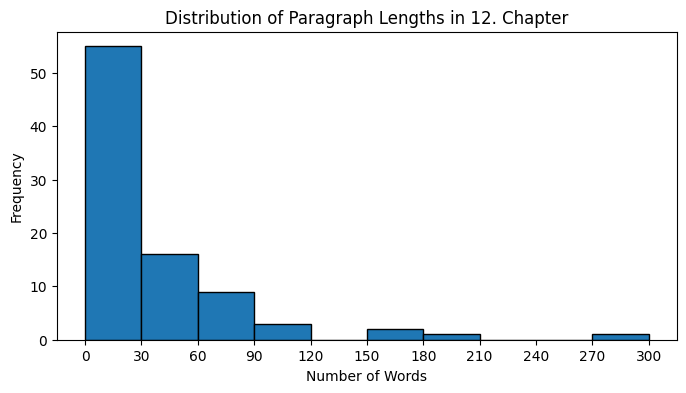 Distribution of Paragraph Lengths in 12. Chapter
Frequency
50
40
30
20
10
0
0 30 60 90 120 150 180 210 240 270 300
Number of Words